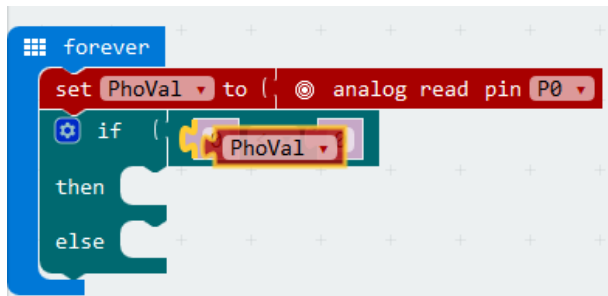 forever
set PhoVal to ( analog read pin P0
if ( PhoVal
then
else